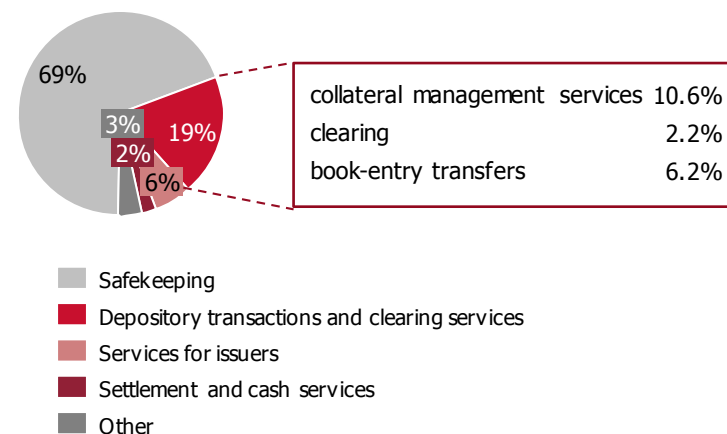 69%
3%
19%
2%
6%
collateral management services 10.6%
clearing 2.2%
book-entry transfers 6.2%
Safekeeping
Depository transactions and clearing services
Services for issuers
Settlement and cash services
Other